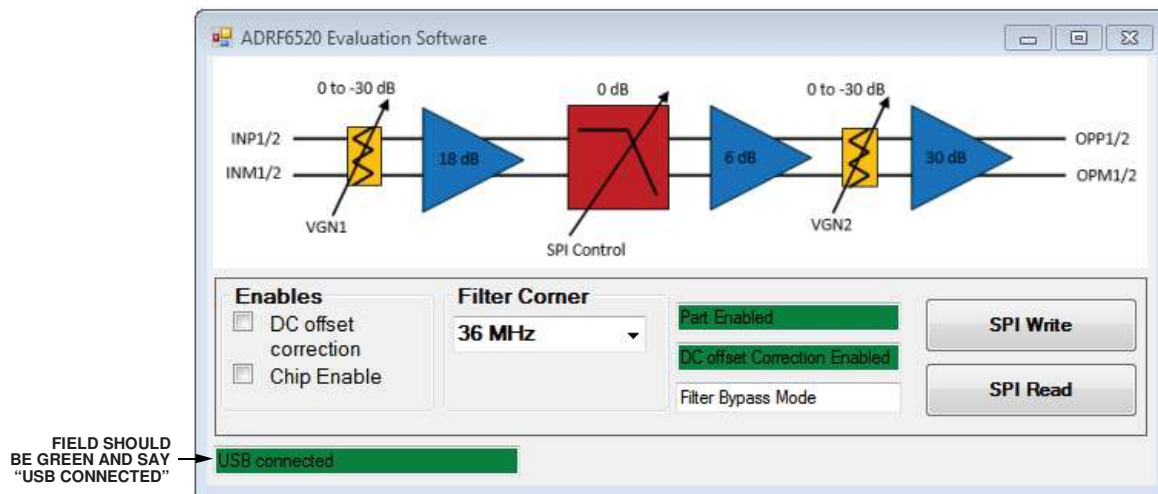 ADRF6520 Evaluation Software
0 to -30 dB
0 dB
0 to -30 dB
INP1/2
INM1/2
18 dB
6 dB
30 dB
OPP1/2
OPM1/2
VGN1
VGN2
SPI Control
Enables
DC offset
correction
Chip Enable
Filter Corner
36 MHz
Part Enabled
DC offset Correction Enabled
Filter Bypass Mode
SPI Write
SPI Read
FIELD SHOULD
BE GREEN AND SAY
“USB CONNECTED”
USB connected